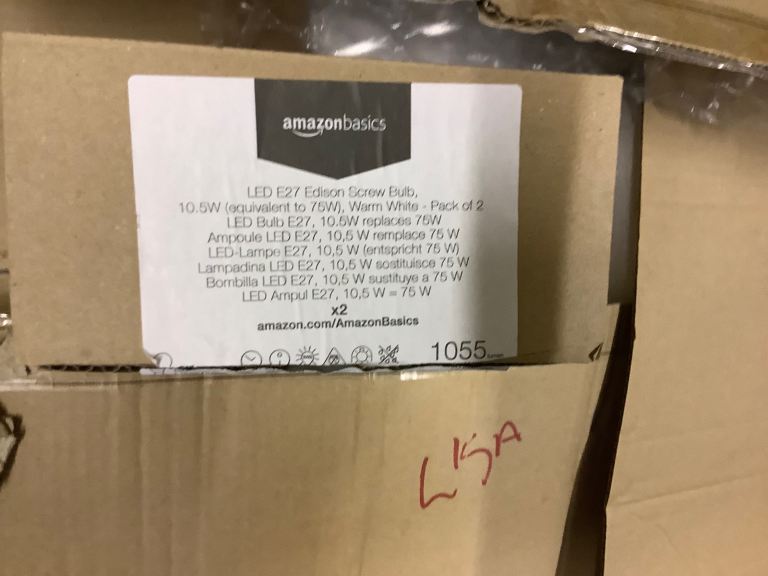 amazonbasics
LED E27 Edison Screw Bulb,
10.5W (equivalent to 75W), Warm White - Pack of 2
LED Bulb E27, 10.5W replaces 75W
Ampoule LED E27, 10,5 W remplace 75 W
LED-Lampe E27, 10,5 W (entspricht 75 W)
Lampadina LED E27, 10,5 W sostituisce 75 W
Bombilla LED E27, 10,5 W sustituye a 75 W
LED Ampul E27, 10,5 W = 75 W
x2
amazon.com/AmazonBasics
1055